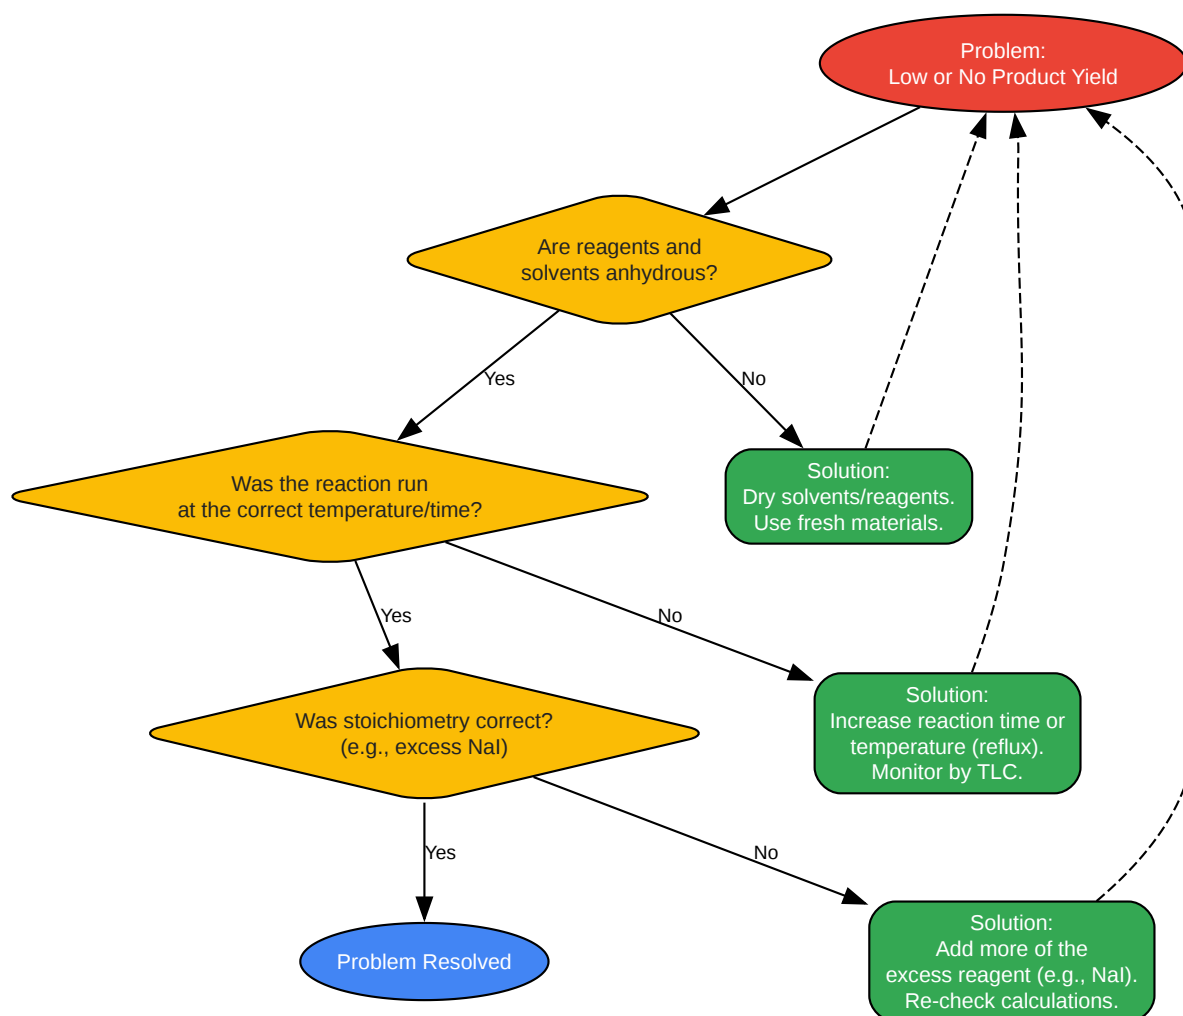 Problem:
Low or No Product Yield
Are reagents and
solvents anhydrous?
Yes
No
Was the reaction run
at the correct temperature/time?
Solution:
Dry solvents/reagents.
Use fresh materials.
Yes
No
Was stoichiometry correct?
(e.g., excess NaI)
Solution:
Increase reaction time or
temperature (reflux).
Monitor by TLC.
Yes
No
Problem Resolved
Solution:
Add more of the
excess reagent (e.g., NaI).
Re-check calculations.